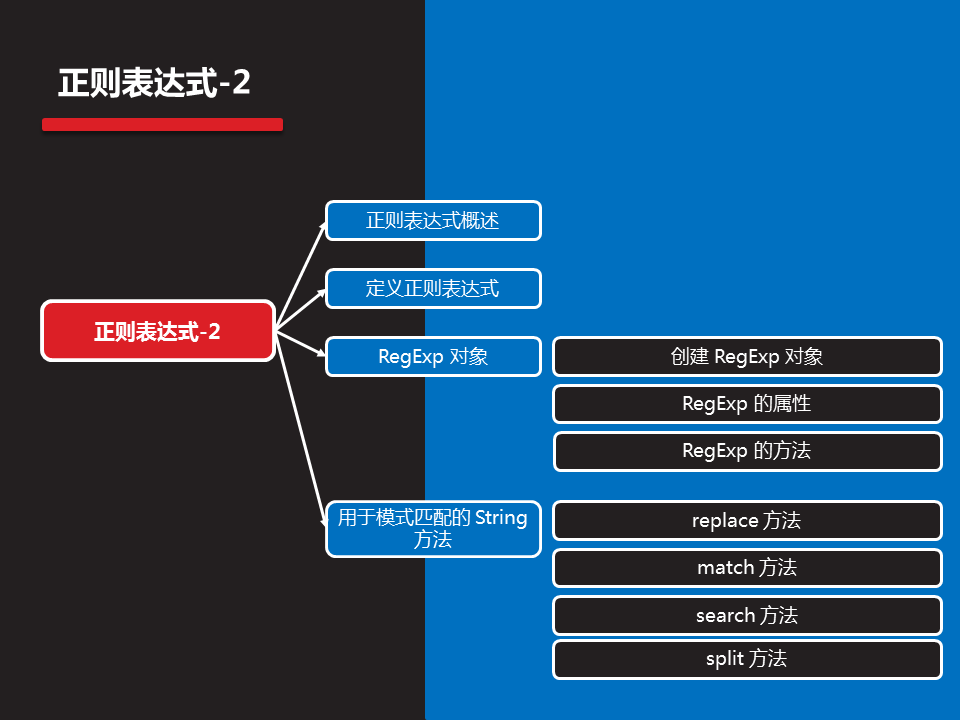 正则表达式-2
正则表达式概述
定义正则表达式
正则表达式-2
RegExp 对象
创建 RegExp 对象
RegExp 的属性
RegExp 的方法
用于模式匹配的 String
方法
replace 方法
match 方法
search 方法
split 方法